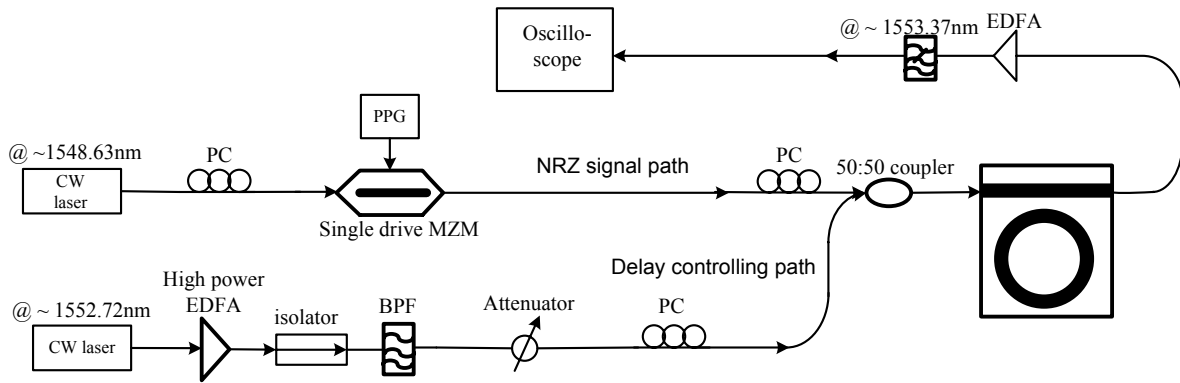 Oscillo-
scope
@ ~ 1553.37nm
EDFA
PPG
@ ~1548.63nm
CW
laser
PC
Single drive MZM
NRZ signal path
PC
50:50 coupler
Delay controlling path
@ ~ 1552.72nm
CW laser
High power
EDFA
isolator
BPF
Attenuator
PC